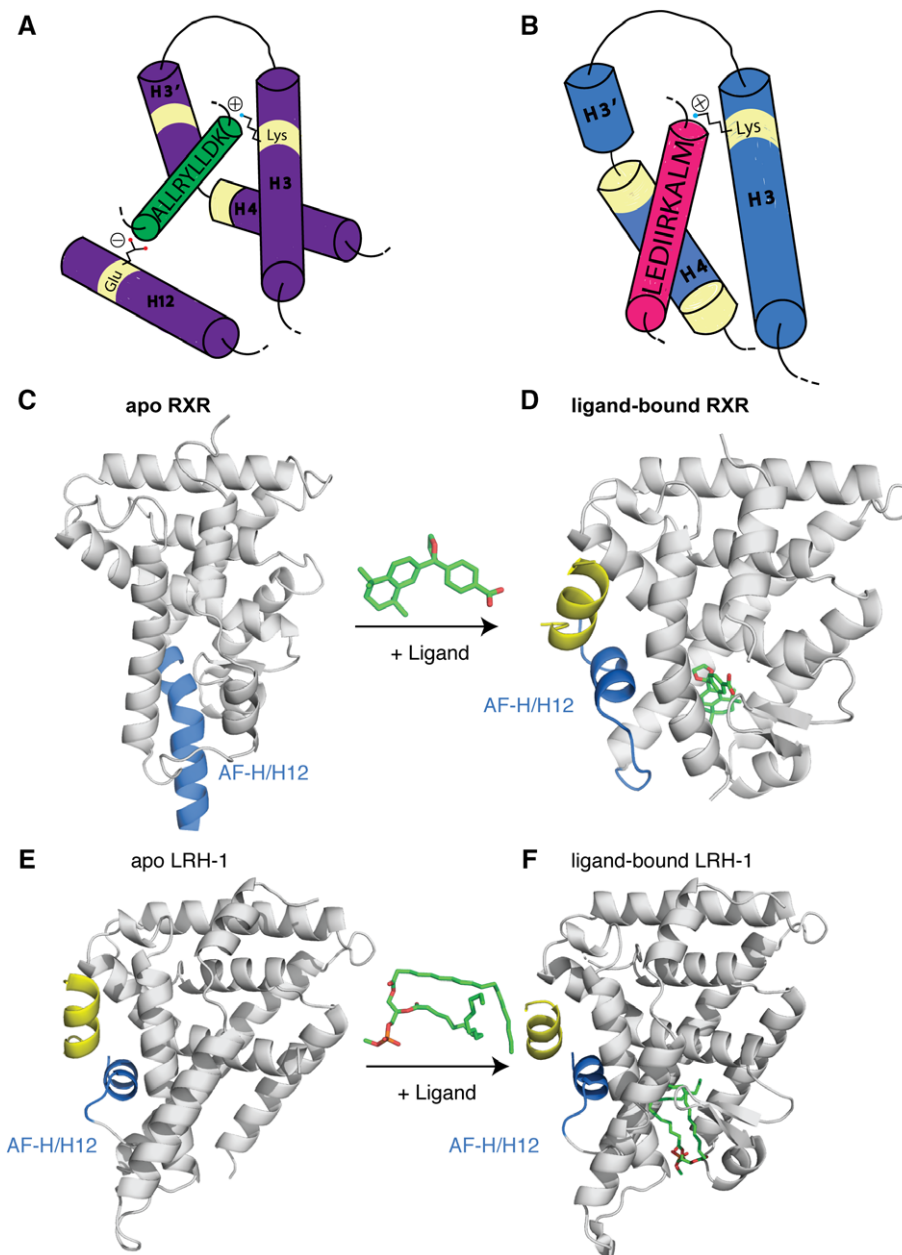 A
H3'
⊕
Lys
ALLRYLLDK
H3
H4
⊖
Glu
H12
B
H3'
⊕
Lys
LEDIIRKALM
H3
H4
C
apo RXR
AF-H/H12
+ Ligand
D
ligand-bound RXR
AF-H/H12
E
apo LRH-1
AF-H/H12
+ Ligand
F
ligand-bound LRH-1
AF-H/H12